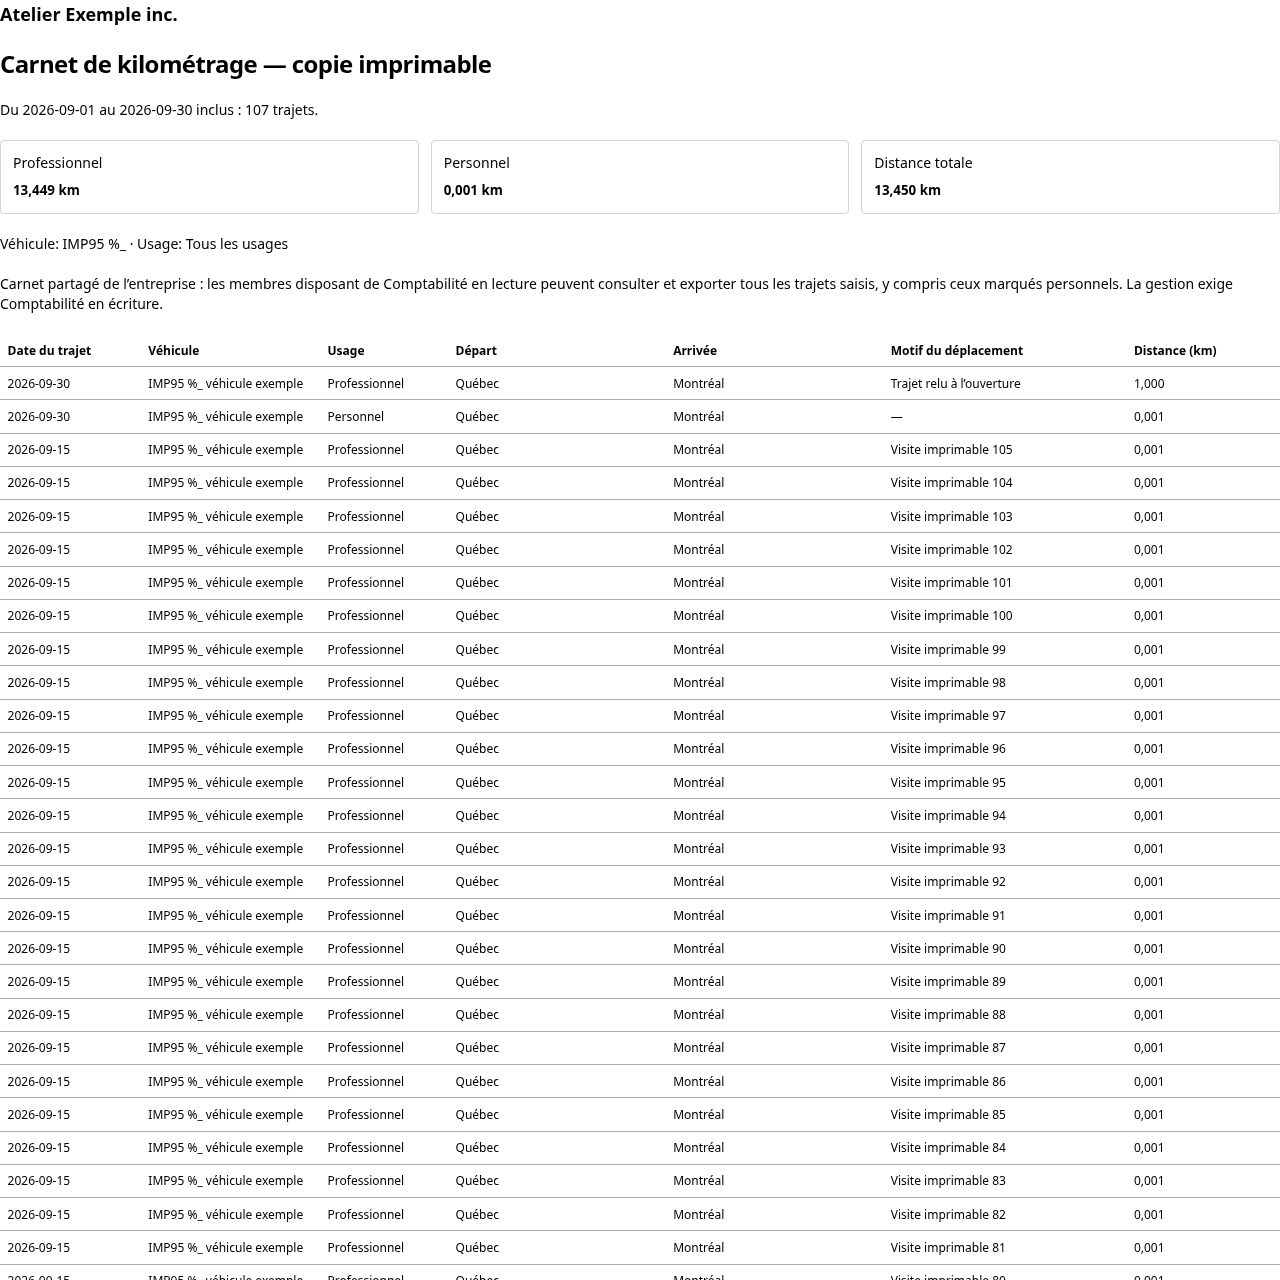 Atelier Exemple inc.
Carnet de kilométrage — copie imprimable
Du 2026-09-01 au 2026-09-30 inclus : 107 trajets.
Professionnel Personnel Distance totale
13,449 km 0,001 km 13,450 km
Véhicule: IMP95 %_ · Usage: Tous les usages
Carnet partagé de l’entreprise : les membres disposant de Comptabilité en lecture peuvent consulter et exporter tous les trajets saisis, y compris ceux marqués personnels. La gestion exige
Comptabilité en écriture.
Date du trajet Véhicule Usage Départ Arrivée Motif du déplacement Distance (km)
2026-09-30 IMP95 %_ véhicule exemple Professionnel Québec Montréal Trajet relu à l’ouverture 1,000
2026-09-30 IMP95 %_ véhicule exemple Personnel Québec Montréal — 0,001
2026-09-15 IMP95 %_ véhicule exemple Professionnel Québec Montréal Visite imprimable 105 0,001
2026-09-15 IMP95 %_ véhicule exemple Professionnel Québec Montréal Visite imprimable 104 0,001
2026-09-15 IMP95 %_ véhicule exemple Professionnel Québec Montréal Visite imprimable 103 0,001
2026-09-15 IMP95 %_ véhicule exemple Professionnel Québec Montréal Visite imprimable 102 0,001
2026-09-15 IMP95 %_ véhicule exemple Professionnel Québec Montréal Visite imprimable 101 0,001
2026-09-15 IMP95 %_ véhicule exemple Professionnel Québec Montréal Visite imprimable 100 0,001
2026-09-15 IMP95 %_ véhicule exemple Professionnel Québec Montréal Visite imprimable 99 0,001
2026-09-15 IMP95 %_ véhicule exemple Professionnel Québec Montréal Visite imprimable 98 0,001
2026-09-15 IMP95 %_ véhicule exemple Professionnel Québec Montréal Visite imprimable 97 0,001
2026-09-15 IMP95 %_ véhicule exemple Professionnel Québec Montréal Visite imprimable 96 0,001
2026-09-15 IMP95 %_ véhicule exemple Professionnel Québec Montréal Visite imprimable 95 0,001
2026-09-15 IMP95 %_ véhicule exemple Professionnel Québec Montréal Visite imprimable 94 0,001
2026-09-15 IMP95 %_ véhicule exemple Professionnel Québec Montréal Visite imprimable 93 0,001
2026-09-15 IMP95 %_ véhicule exemple Professionnel Québec Montréal Visite imprimable 92 0,001
2026-09-15 IMP95 %_ véhicule exemple Professionnel Québec Montréal Visite imprimable 91 0,001
2026-09-15 IMP95 %_ véhicule exemple Professionnel Québec Montréal Visite imprimable 90 0,001
2026-09-15 IMP95 %_ véhicule exemple Professionnel Québec Montréal Visite imprimable 89 0,001
2026-09-15 IMP95 %_ véhicule exemple Professionnel Québec Montréal Visite imprimable 88 0,001
2026-09-15 IMP95 %_ véhicule exemple Professionnel Québec Montréal Visite imprimable 87 0,001
2026-09-15 IMP95 %_ véhicule exemple Professionnel Québec Montréal Visite imprimable 86 0,001
2026-09-15 IMP95 %_ véhicule exemple Professionnel Québec Montréal Visite imprimable 85 0,001
2026-09-15 IMP95 %_ véhicule exemple Professionnel Québec Montréal Visite imprimable 84 0,001
2026-09-15 IMP95 %_ véhicule exemple Professionnel Québec Montréal Visite imprimable 83 0,001
2026-09-15 IMP95 %_ véhicule exemple Professionnel Québec Montréal Visite imprimable 82 0,001
2026-09-15 IMP95 %_ véhicule exemple Professionnel Québec Montréal Visite imprimable 81 0,001